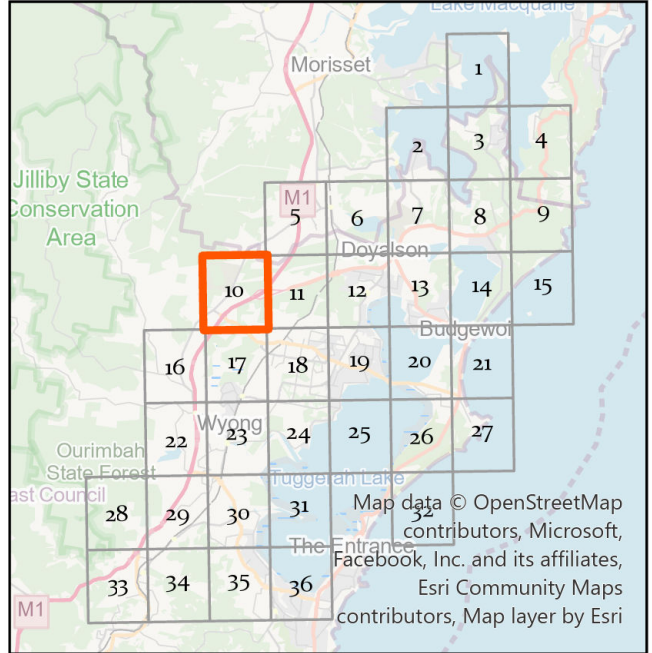 Lake Macquarie
Morisset
1
2 3 4
Jilliby State
Conservation
Area
M1
5 6 7 8 9
Doyalson
10 11 12 13 14 15
Budgewoi
16 17 18 19 20 21
Wyong
22 23 24 25 26 27
Ourimbah
State Forest
ast Council
Tuggerah Lake
28 29 30 31 32
The Entrance
33 34 35 36
M1
Map data © OpenStreetMap
contributors, Microsoft,
Facebook, Inc. and its affiliates,
Esri Community Maps
contributors, Map layer by Esri